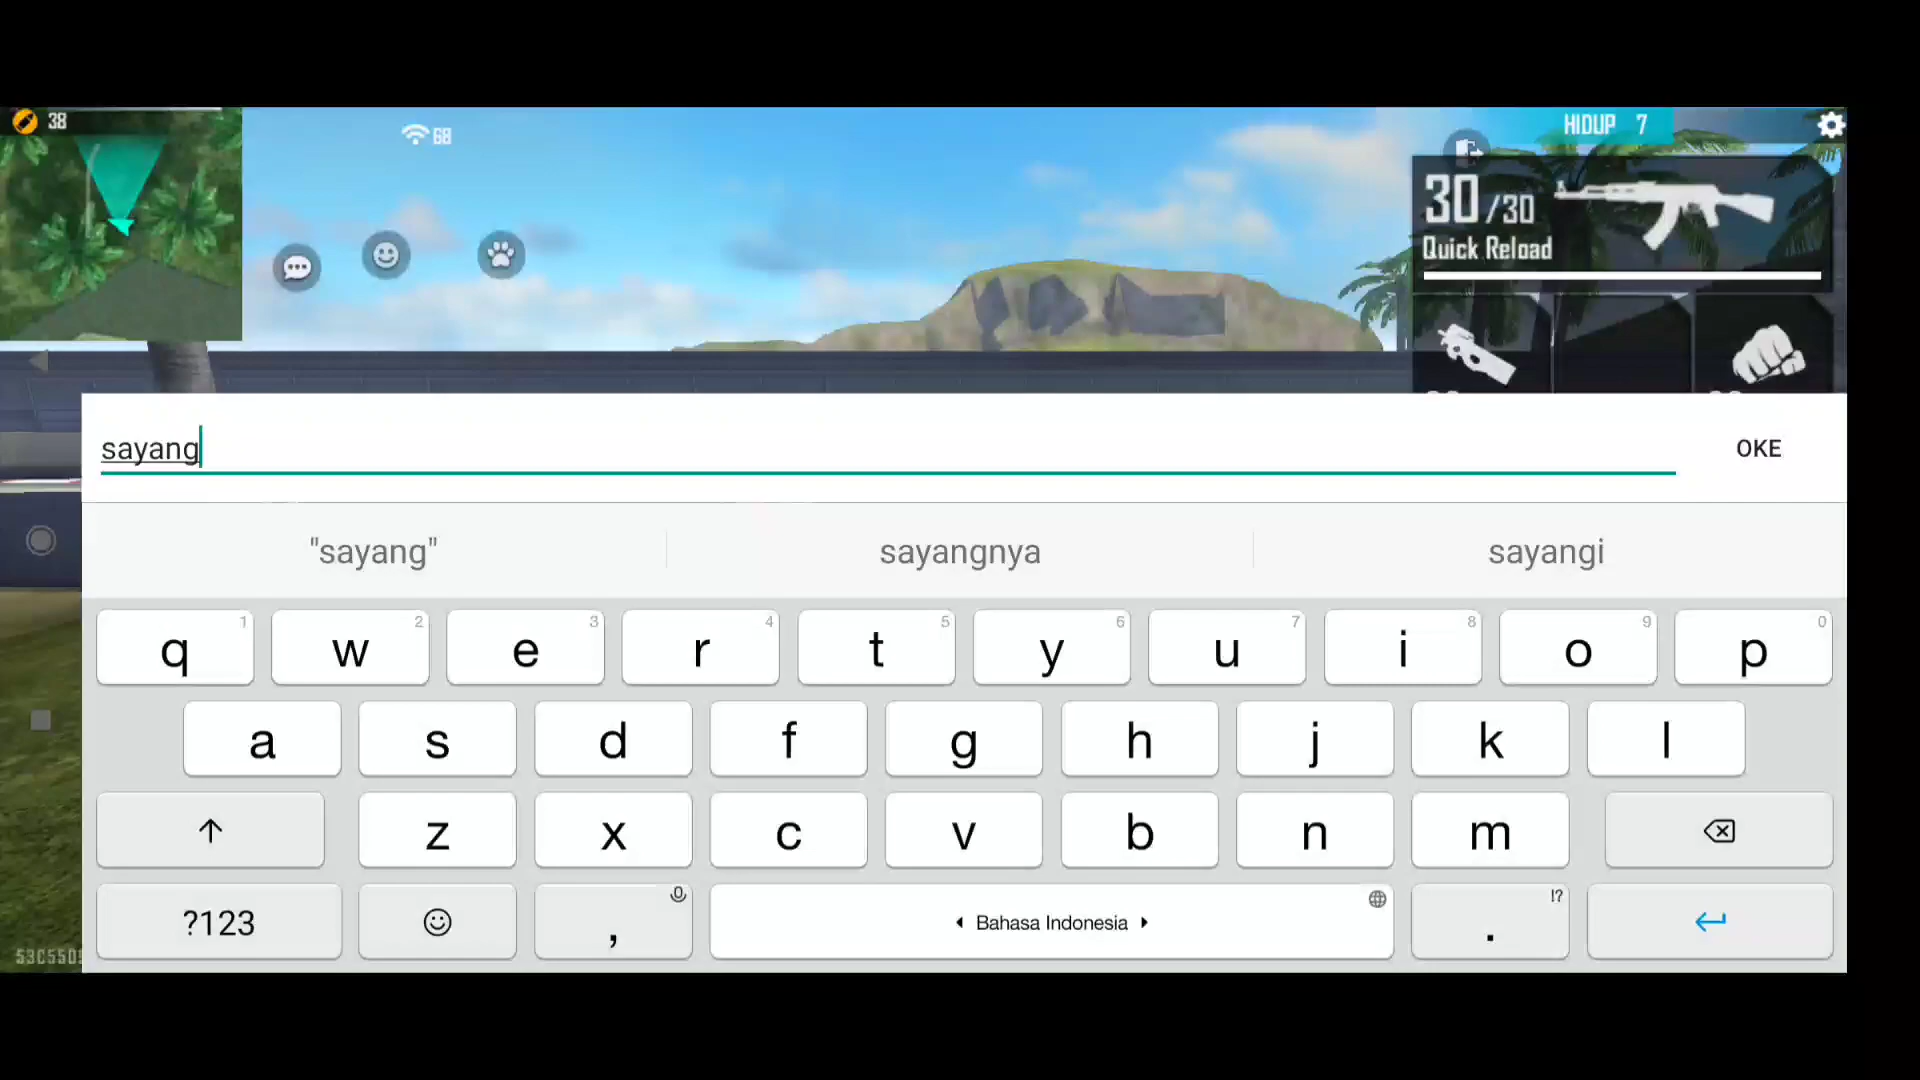 38
68
HIDUP 7
30/30
Quick Reload
sayang
OKE
"sayang"
sayangnya
sayangi
q 1
w 2
e 3
r 4
t 5
y 6
u 7
i 8
o 9
p 0
a
s
d
f
g
h
j
k
l
z
x
c
v
b
n
m
?123
,
Bahasa Indonesia
. !?